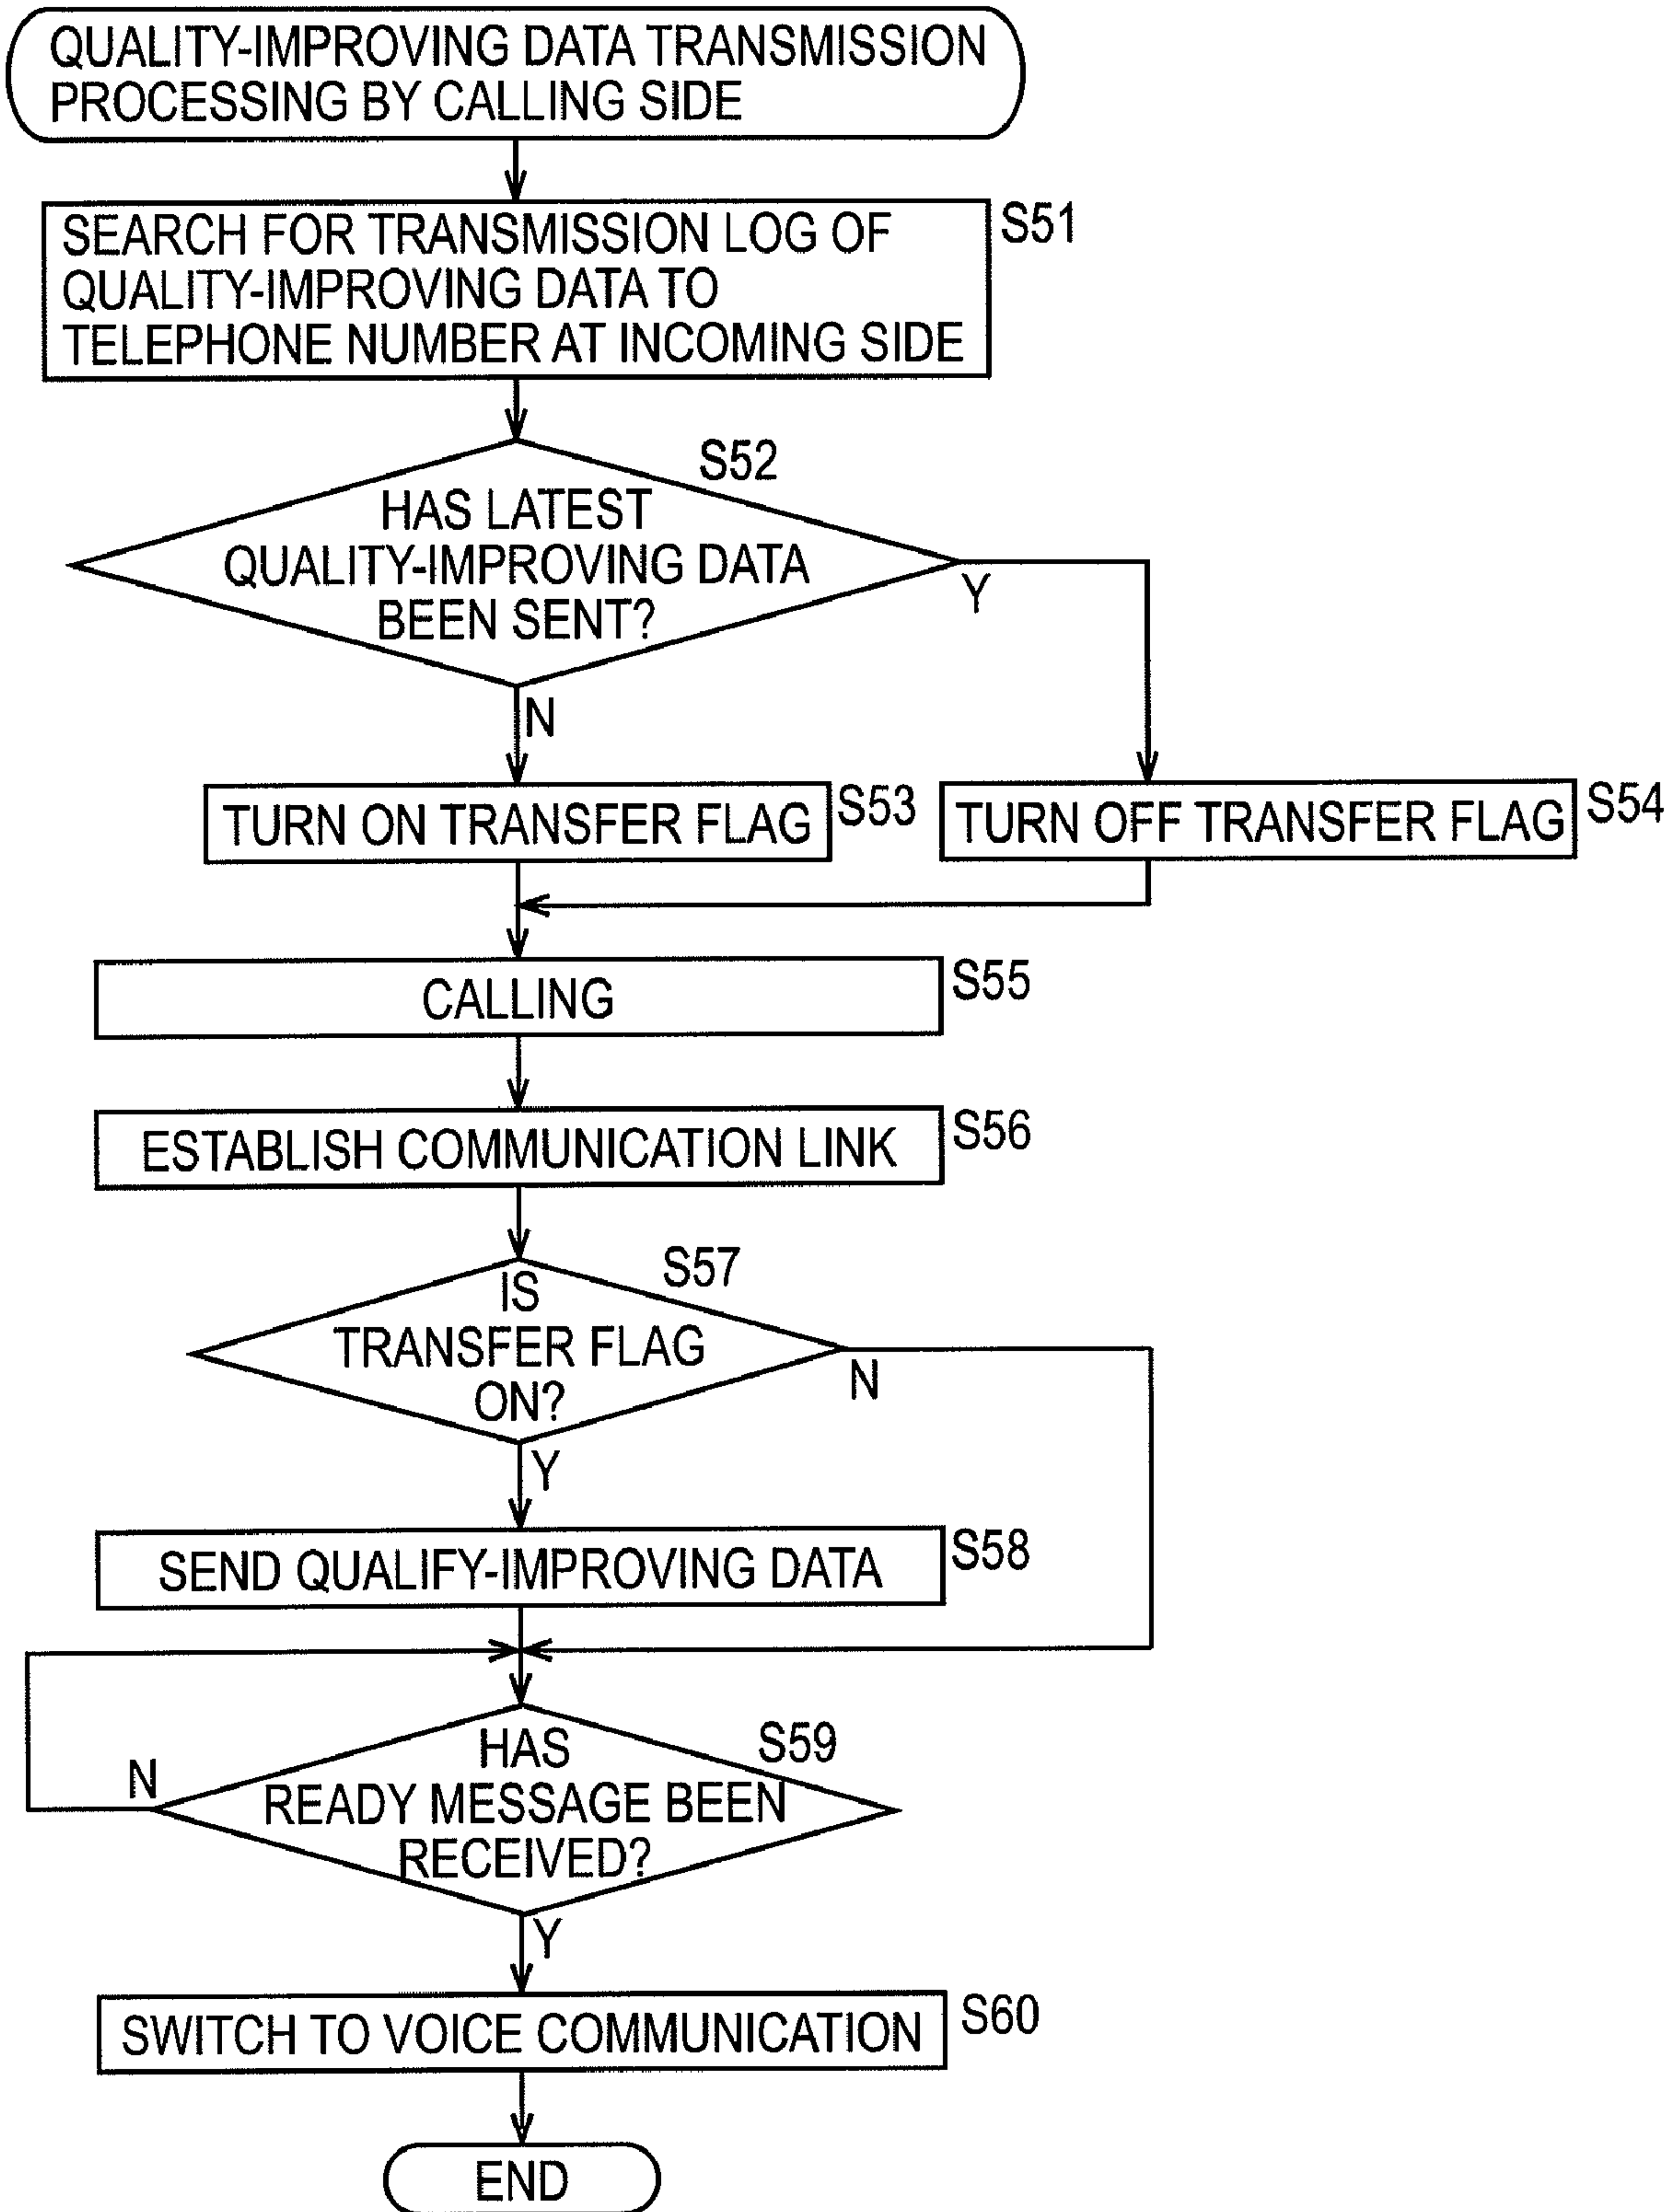 QUALITY-IMPROVING DATA TRANSMISSION
PROCESSING BY CALLING SIDE
SEARCH FOR TRANSMISSION LOG OF
QUALITY-IMPROVING DATA TO
TELEPHONE NUMBER AT INCOMING SIDE
S51
S52
HAS LATEST
QUALITY-IMPROVING DATA
BEEN SENT?
Y
N
TURN ON TRANSFER FLAG
S53
TURN OFF TRANSFER FLAG
S54
CALLING
S55
ESTABLISH COMMUNICATION LINK
S56
S57
IS
TRANSFER FLAG
ON?
N
Y
SEND QUALIFY-IMPROVING DATA
S58
S59
HAS
READY MESSAGE BEEN
RECEIVED?
N
Y
SWITCH TO VOICE COMMUNICATION
S60
END